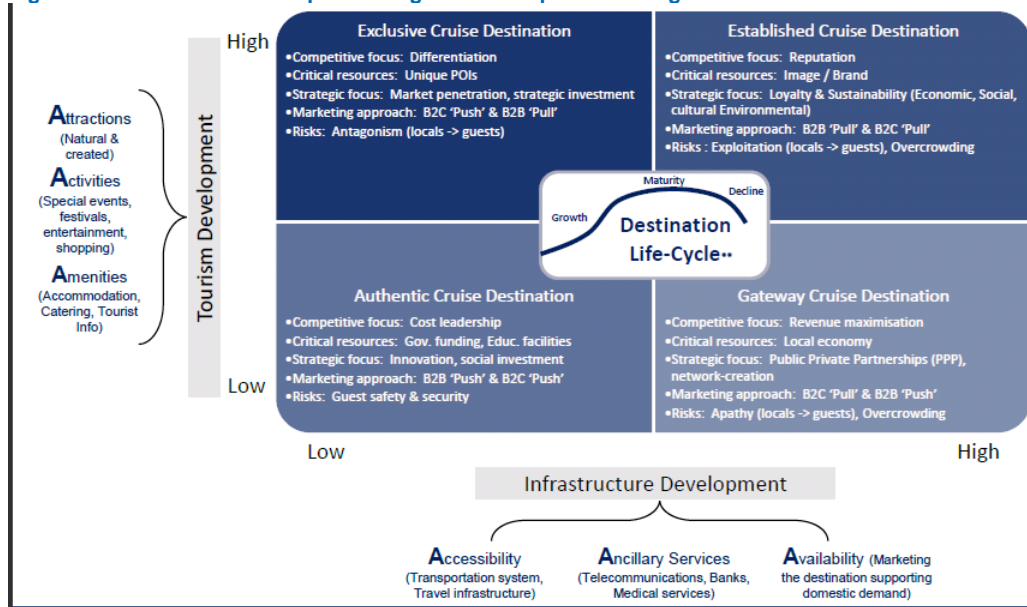 High
Low
Tourism Development
Attractions
(Natural &
created)
Activities
(Special events,
festivals,
entertainment,
shopping)
Amenities
(Accommodation,
Catering, Tourist
Info)
Exclusive Cruise Destination
•Competitive focus: Differentiation
•Critical resources: Unique POIs
•Strategic focus: Market penetration, strategic investment
•Marketing approach: B2C ‘Push’ & B2B ‘Pull’
•Risks: Antagonism (locals -> guests)
Established Cruise Destination
•Competitive focus: Reputation
•Critical resources: Image / Brand
•Strategic focus: Loyalty & Sustainability (Economic, Social,
cultural Environmental)
•Marketing approach: B2B ‘Pull’ & B2C ‘Pull’
•Risks : Exploitation (locals -> guests), Overcrowding
Growth
Maturity
Decline
Destination
Life-Cycle**
Authentic Cruise Destination
•Competitive focus: Cost leadership
•Critical resources: Gov. funding, Educ. facilities
•Strategic focus: Innovation, social investment
•Marketing approach: B2B ‘Push’ & B2C ‘Push’
•Risks: Guest safety & security
Gateway Cruise Destination
•Competitive focus: Revenue maximisation
•Critical resources: Local economy
•Strategic focus: Public Private Partnerships (PPP),
network-creation
•Marketing approach: B2C ‘Pull’ & B2B ‘Push’
•Risks: Apathy (locals -> guests), Overcrowding
Low
High
Infrastructure Development
Accessibility
(Transportation system,
Travel infrastructure)
Ancillary Services
(Telecommunications, Banks,
Medical services)
Availability (Marketing
the destination supporting
domestic demand)